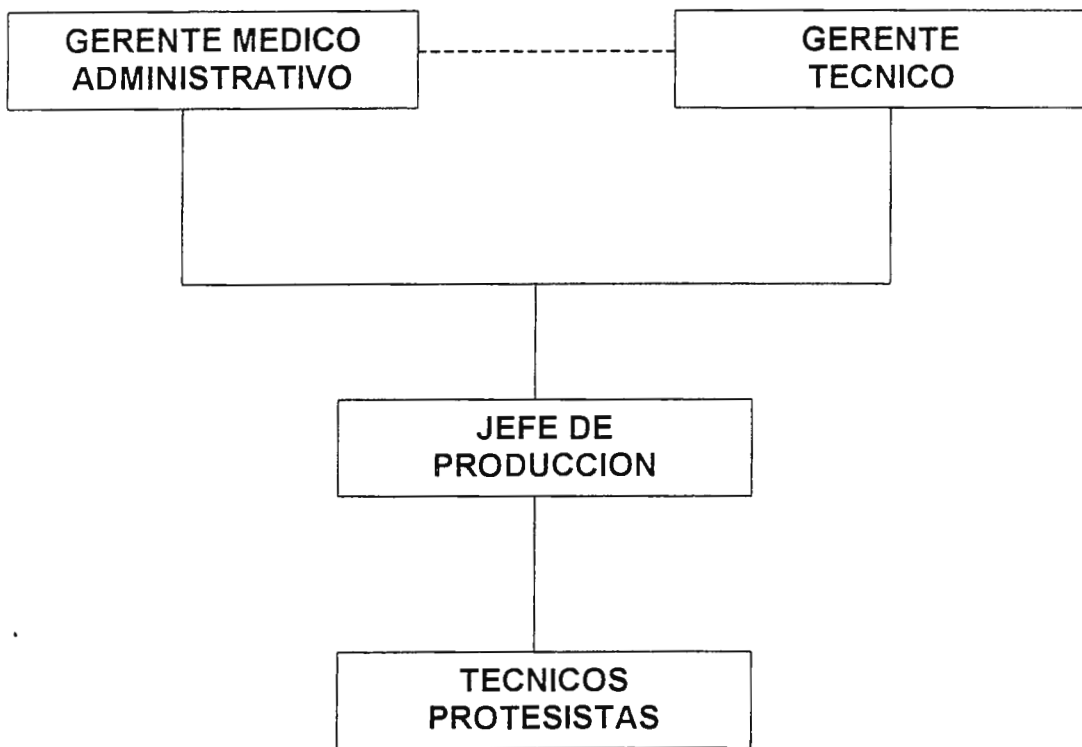 GERENTE MEDICO
ADMINISTRATIVO
GERENTE
TECNICO
JEFE DE
PRODUCCION
TECNICOS
PROTESISTAS